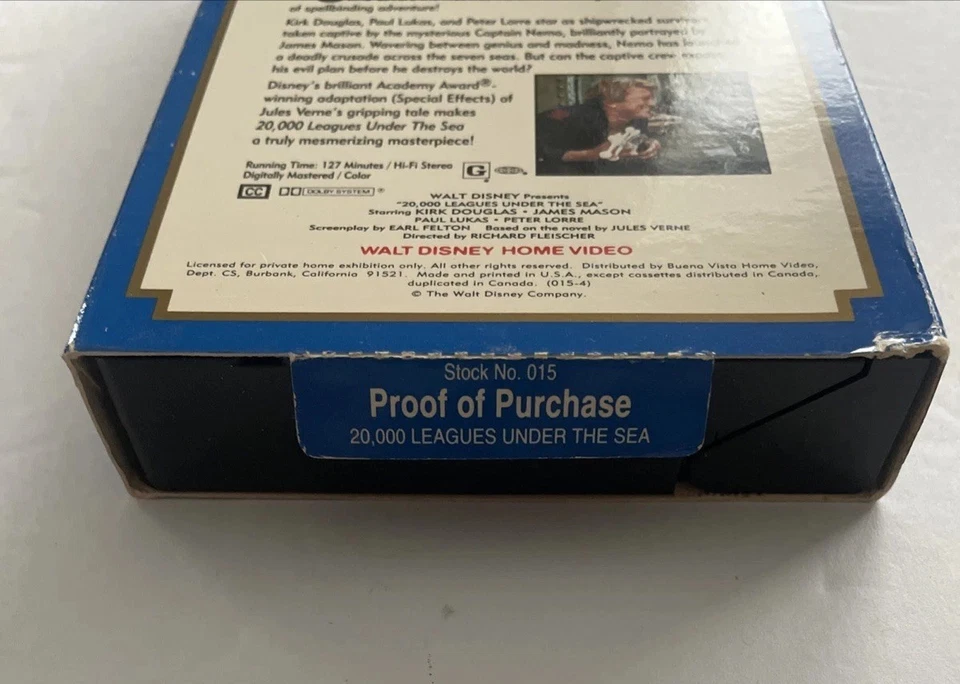 of spellbinding adventure!
Kirk Douglas, Paul Lukas, and Peter Lorre star as shipwrecked
taken captive by the mysterious Captain Nemo, brilliantly portrayed
James Mason. Wavering between genius and madness, Nemo has
a deadly crusade across the seven seas. But can the captive crew
his evil plan before he destroys the world?
Disney's brilliant Academy Award®-
winning adaptation (Special Effects) of
Jules Verne's gripping tale makes
20,000 Leagues Under The Sea
a truly mesmerizing masterpiece!
Running Time: 127 Minutes / Hi-Fi Stereo
Digitally Mastered / Color
G
CC DOLBY SYSTEM ®
WALT DISNEY Presents
"20,000 LEAGUES UNDER THE SEA"
Starring KIRK DOUGLAS • JAMES MASON
PAUL LUKAS • PETER LORRE
Screenplay by EARL FELTON Based on the novel by JULES VERNE
Directed by RICHARD FLEISCHER
WALT DISNEY HOME VIDEO
Licensed for private home exhibition only. All other rights reserved. Distributed by Buena Vista Home Video,
Dept. CS, Burbank, California 91521. Made and printed in U.S.A., except cassettes distributed in Canada,
duplicated in Canada. (015-4)
© The Walt Disney Company.
Stock No. 015
Proof of Purchase
20,000 LEAGUES UNDER THE SEA